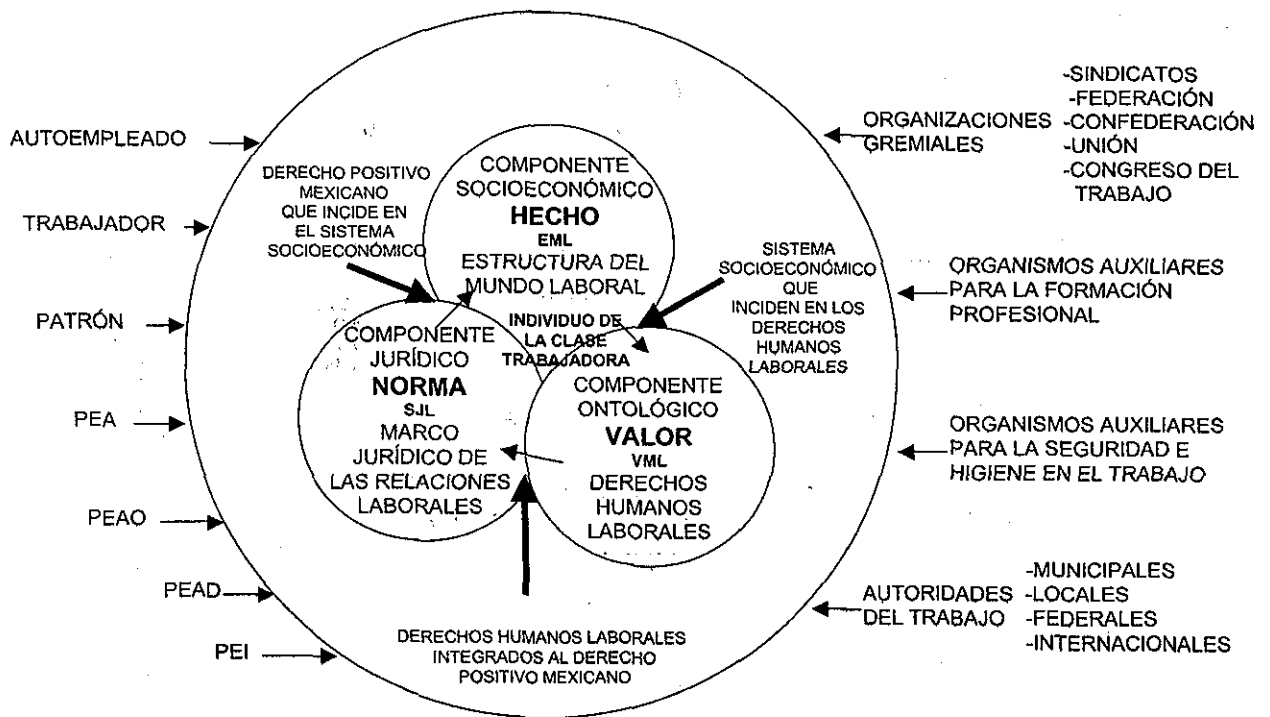 AUTOEMPLEADO
TRABAJADOR
PATRÓN
PEA
PEAO
PEAD
PEI
DERECHO POSITIVO
MEXICANO
QUE INCIDE EN
EL SISTEMA
SOCIOECONÓMICO
COMPONENTE
SOCIOECONÓMICO
HECHO
EML
ESTRUCTURA DEL
MUNDO LABORAL
SISTEMA
SOCIOECONÓMICO
QUE
INCIDEN EN LOS
DERECHOS
HUMANOS
LABORALES
INDIVIDUO DE
LA CLASE
TRABAJADORA
COMPONENTE
JURÍDICO
NORMA
SJL
MARCO
JURÍDICO DE
LAS RELACIONES
LABORALES
COMPONENTE
ONTOLÓGICO
VALOR
VML
DERECHOS
HUMANOS
LABORALES
DERECHOS HUMANOS LABORALES
INTEGRADOS AL DERECHO
POSITIVO MEXICANO
ORGANIZACIONES
GREMIALES
-SINDICATOS
-FEDERACIÓN
-CONFEDERACIÓN
-UNIÓN
-CONGRESO DEL
TRABAJO
ORGANISMOS AUXILIARES
PARA LA FORMACIÓN
PROFESIONAL
ORGANISMOS AUXILIARES
PARA LA SEGURIDAD E
HIGIENE EN EL TRABAJO
AUTORIDADES
DEL TRABAJO
-MUNICIPALES
-LOCALES
-FEDERALES
-INTERNACIONALES